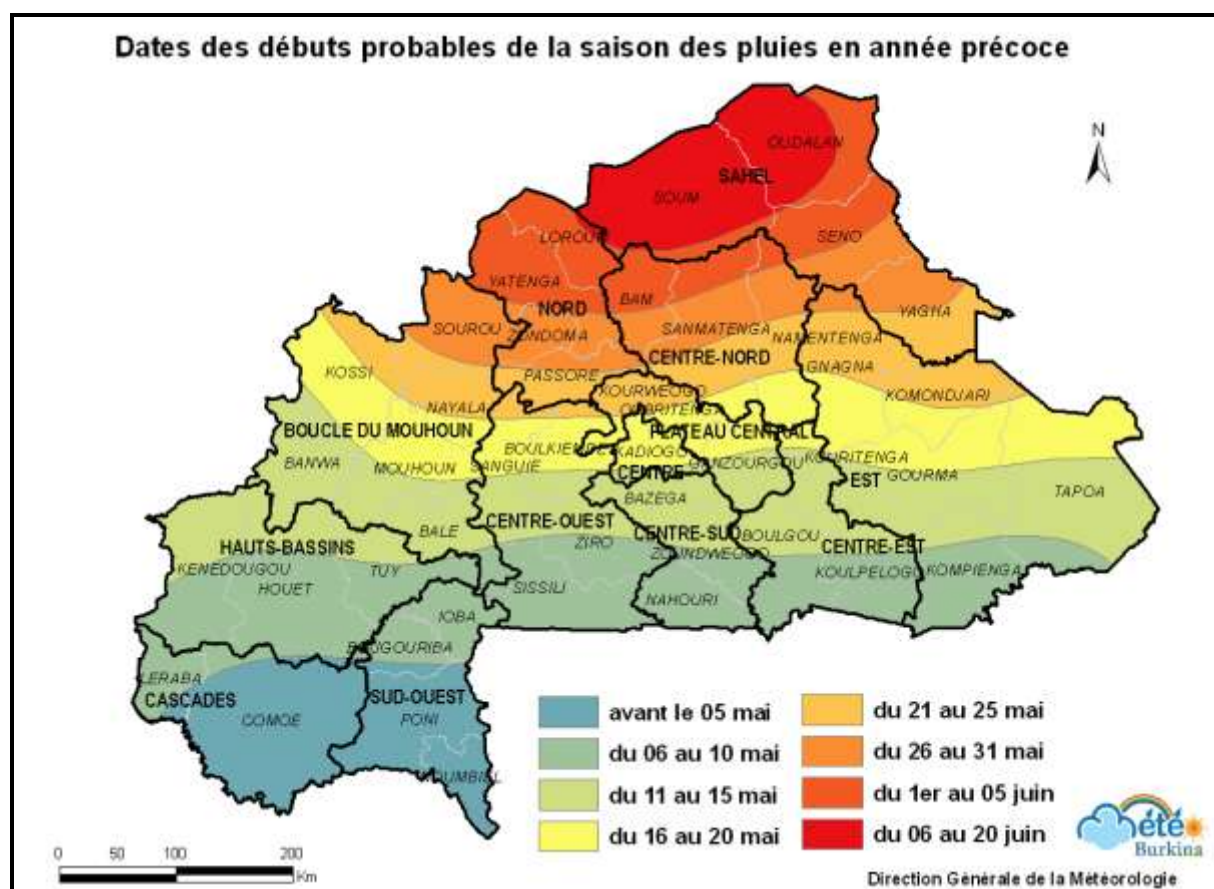 Dates des débuts probables de la saison des pluies en année précoce
N
OUDALAN
SAHEL
SOUM
LOROUM
SENO
YATENGA
BAM
YAGHA
NORD
SOUROU
ZONDOMA
SANMATENGA
NAMENTENGA
CENTRE-NORD
GNAGNA
KOSSI
PASSORE
KOURWEOGO
KOMONDJARI
NAYALA
OUBRITENGA
BOUCLE DU MOUHOUN
PLATEAU CENTRAL
BOULKIEMDE
KADIOGO
BANWA
MOUHOUN
SANGUIE
CENTRE
GANZOURGOU
KOURITENGA
GOURMA
EST
TAPOA
BAZEGA
CENTRE-OUEST
BALE
CENTRE-SUD
BOULGOU
HAUTS-BASSINS
ZIRO
ZOUNDWEOGO
CENTRE-EST
KENEDOUGOU
TUY
KOULPELOGO
KOMPIENGA
HOUET
SISSILI
NAHOURI
IOBA
BOUGOURIBA
LERABA
CASCADES
SUD-OUEST
COMOE
PONI
NOUMBIEL
avant le 05 mai
du 06 au 10 mai
du 11 au 15 mai
du 16 au 20 mai
du 21 au 25 mai
du 26 au 31 mai
du 1er au 05 juin
du 06 au 20 juin
0 50 100 200
Km
Météo
Burkina
Direction Générale de la Météorologie